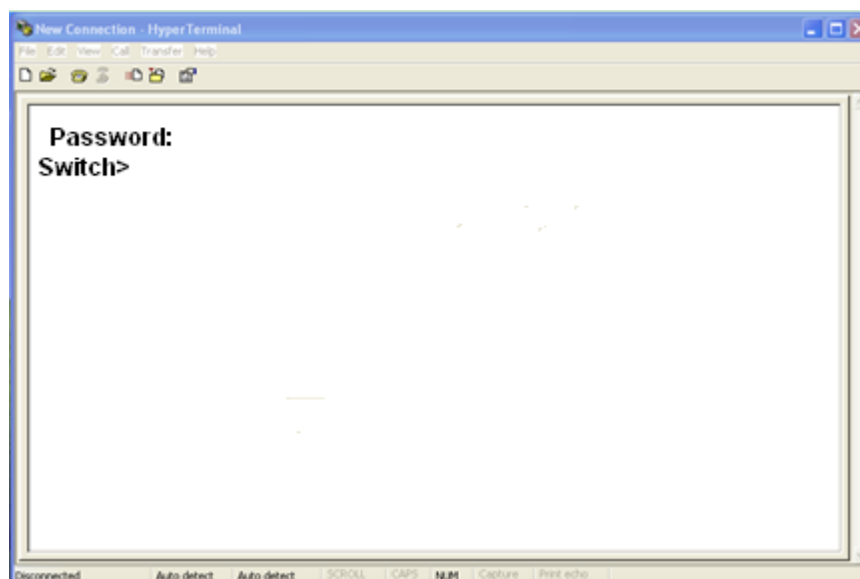 New Connection - HyperTerminal
File Edit View Call Transfer Help
Password:
Switch>
Disconnected Auto detect Auto detect SCROLL CAPS NUM Capture Print echo